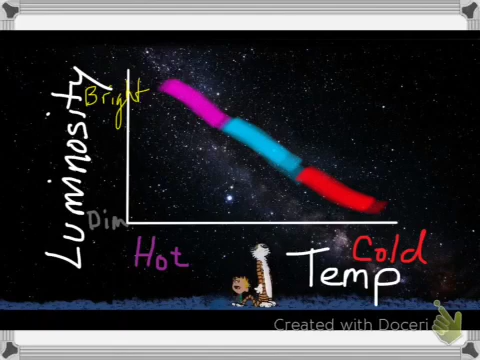 Luminosity
Bright
Dim
Hot
Cold
Temp
Created with Doceri